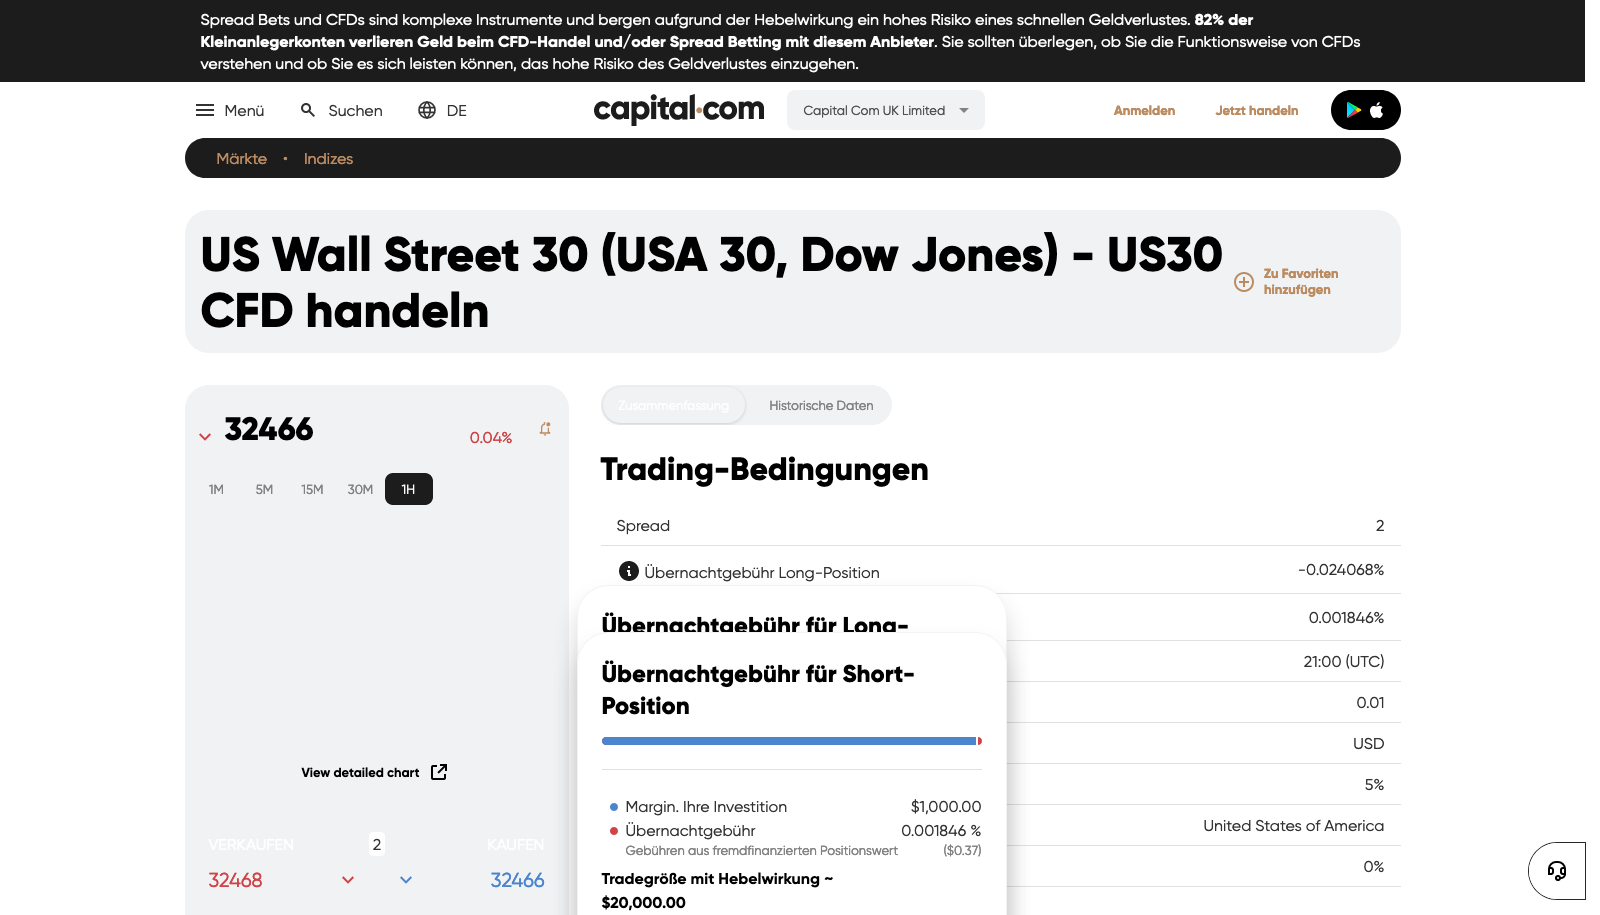 Spread Bets und CFDs sind komplexe Instrumente und bergen aufgrund der Hebelwirkung ein hohes Risiko eines schnellen Geldverlustes. 82% der
Kleinanlegerkonten verlieren Geld beim CFD-Handel und/oder Spread Betting mit diesem Anbieter. Sie sollten überlegen, ob Sie die Funktionsweise von CFDs
verstehen und ob Sie es sich leisten können, das hohe Risiko des Geldverlustes einzugehen.
Menü Suchen DE capital.com Capital Com UK Limited Anmelden Jetzt handeln
Märkte • Indizes
US Wall Street 30 (USA 30, Dow Jones) - US30
CFD handeln
Zu Favoriten
hinzufügen
32466 0.04%
1M 5M 15M 30M 1H
View detailed chart
VERKAUFEN 2 KAUFEN
32468 32466
Zusammenfassung Historische Daten
Trading-Bedingungen
Spread 2
Übernachtgebühr Long-Position -0.024068%
0.001846%
21:00 (UTC)
0.01
USD
5%
United States of America
0%
Übernachtgebühr für Long-
Übernachtgebühr für Short-
Position
Margin. Ihre Investition $1,000.00
Übernachtgebühr 0.001846 %
Gebühren aus fremdfinanzierten Positionswert ($0.37)
Tradegröße mit Hebelwirkung ~
$20,000.00